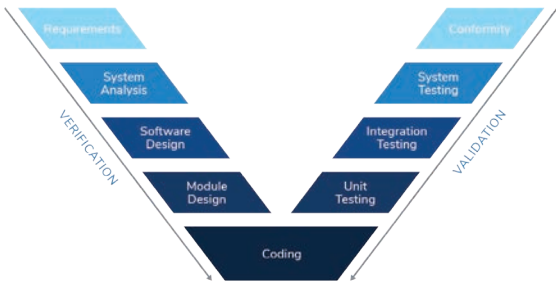 Requirements
Conformity
System
Analysis
System
Testing
VERIFICATION
VALIDATION
Software
Design
Integration
Testing
Module
Design
Unit
Testing
Coding